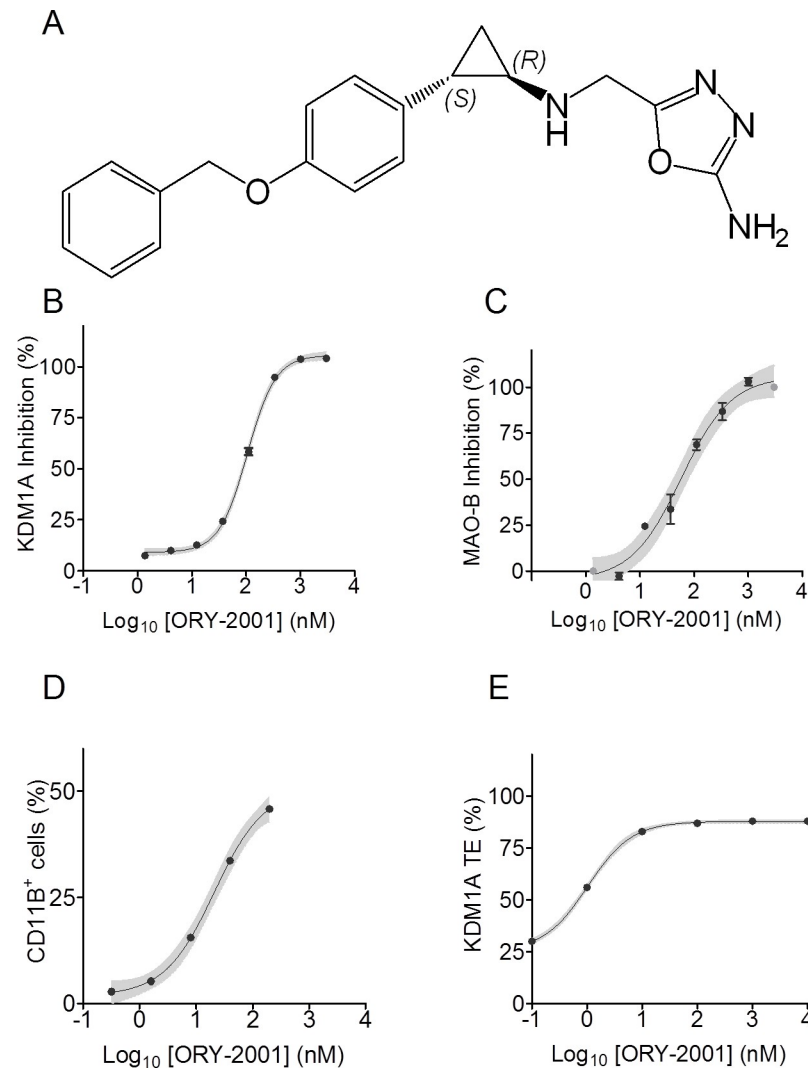 A
(S)
(R)
N
H
N
N
O
O
NH2
B
KDM1A Inhibition (%)
100
75
50
25
0
-1 0 1 2 3 4
Log10 [ORY-2001] (nM)
C
MAO-B Inhibition (%)
100
75
50
25
0
-1 0 1 2 3 4
Log10 [ORY-2001] (nM)
D
CD11B+ cells (%)
50
25
0
-1 0 1 2 3 4
Log10 [ORY-2001] (nM)
E
KDM1A TE (%)
100
75
50
25
0
-1 0 1 2 3 4
Log10 [ORY-2001] (nM)